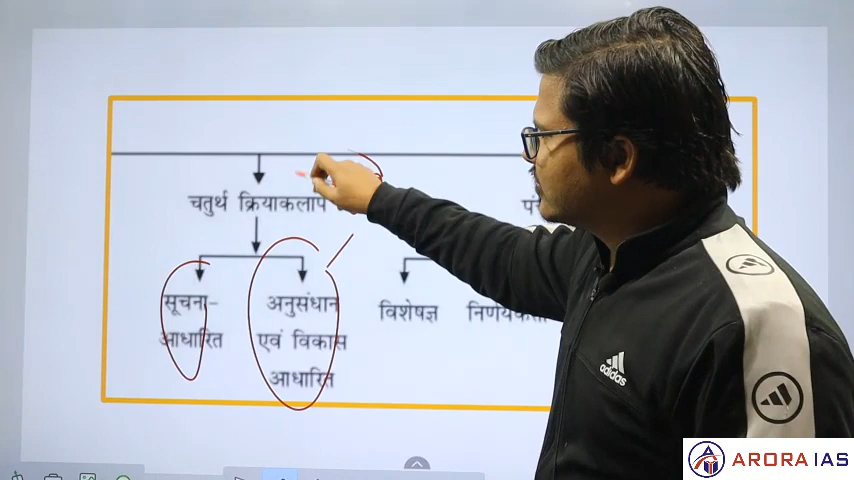 चतुर्थ क्रियाकलाप
सूचना-
आधारित
अनुसंधान
एवं विकास
आधारित
विशेषज्ञ
adidas
ARORA IAS